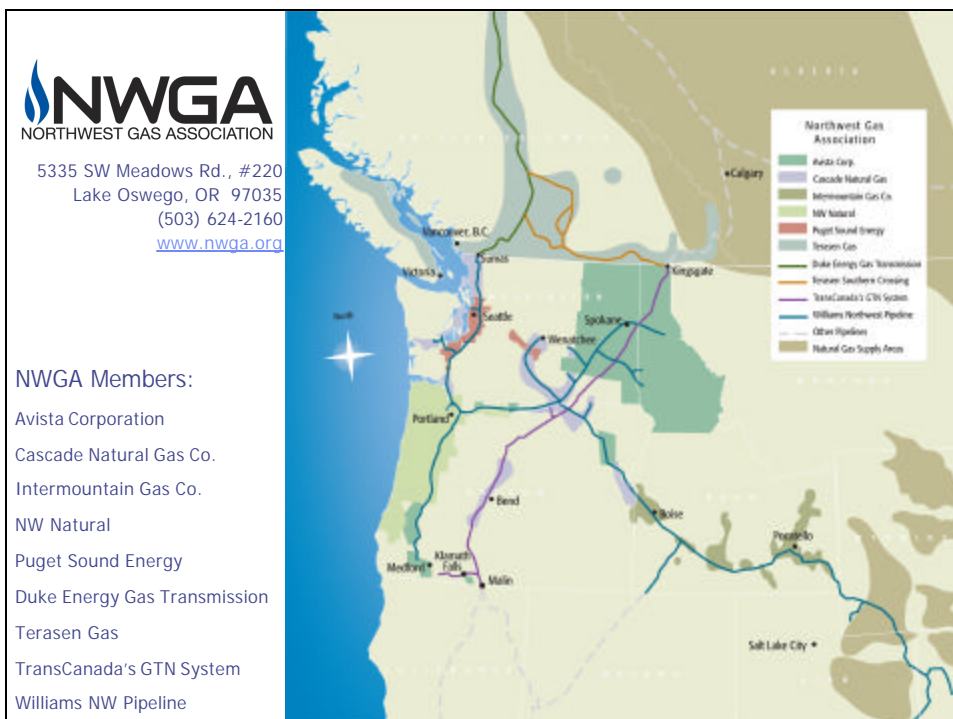 NWGA
NORTHWEST GAS ASSOCIATION
5335 SW Meadows Rd., #220
Lake Oswego, OR 97035
(503) 624-2160
www.nwga.org
NWGA Members:
Avista Corporation
Cascade Natural Gas Co.
Intermountain Gas Co.
NW Natural
Puget Sound Energy
Duke Energy Gas Transmission
Terasen Gas
TransCanada's GTN System
Williams NW Pipeline
ALBERTA
Northwest Gas
Association
Avista Corp.
Cascade Natural Gas
Intermountain Gas Co.
NW Natural
Puget Sound Energy
Terasen Gas
Duke Energy Gas Transmission
Terasen Southern Crossing
TransCanada's GTN System
Williams Northwest Pipeline
Other Pipelines
Natural Gas Supply Areas
Calgary
Vancouver, B.C.
Sumas
Victoria
Kingsgate
North
Seattle
Spokane
Wenatchee
Portland
Bend
Boise
Pocatello
Medford
Klamath
Falls
Malin
Salt Lake City